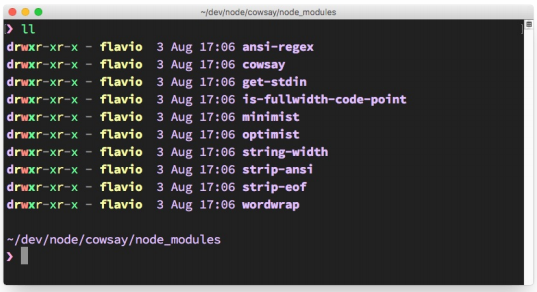 ~/dev/node/cowsay/node_modules
❯ ll
drwxr-xr-x - flavio 3 Aug 17:06 ansi-regex
drwxr-xr-x - flavio 3 Aug 17:06 cowsay
drwxr-xr-x - flavio 3 Aug 17:06 get-stdin
drwxr-xr-x - flavio 3 Aug 17:06 is-fullwidth-code-point
drwxr-xr-x - flavio 3 Aug 17:06 minimist
drwxr-xr-x - flavio 3 Aug 17:06 optimist
drwxr-xr-x - flavio 3 Aug 17:06 string-width
drwxr-xr-x - flavio 3 Aug 17:06 strip-ansi
drwxr-xr-x - flavio 3 Aug 17:06 strip-eof
drwxr-xr-x - flavio 3 Aug 17:06 wordwrap
~/dev/node/cowsay/node_modules
❯